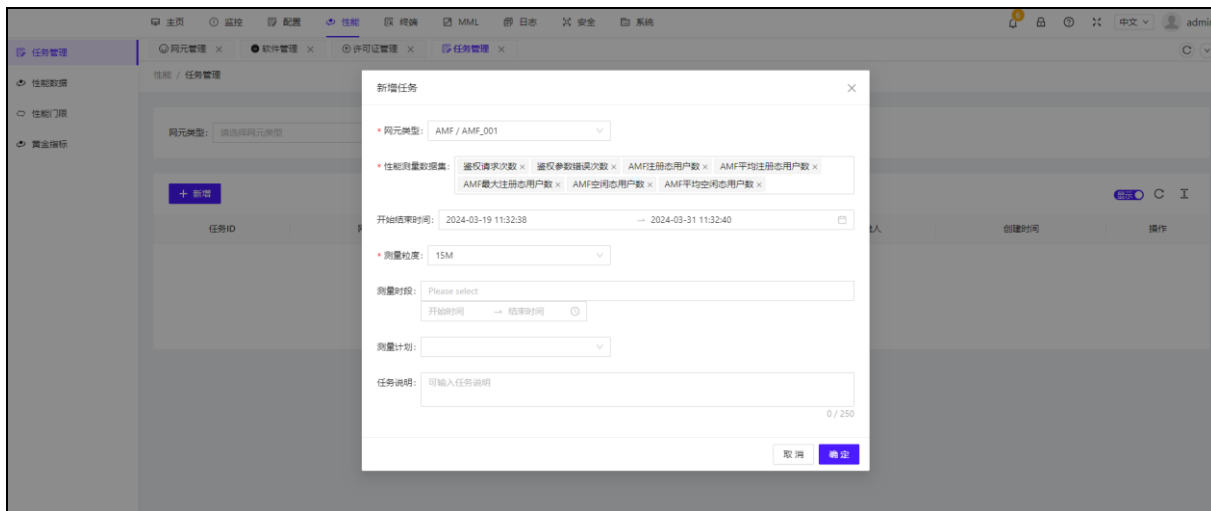 主页 监控 配置 性能 终端 MML 日志 安全 系统 6 中文 admin
任务管理 网元管理 × 软件管理 × 许可证管理 × 任务管理 ×
性能数据
性能门限
黄金指标
性能 / 任务管理
网元类型: 请选择网元类型
+ 新增
任务ID 人 创建时间 操作
新增任务 ×
* 网元类型: AMF / AMF_001
* 性能测量数据集: 鉴权请求次数 × 鉴权参数错误次数 × AMF注册态用户数 × AMF平均注册态用户数 ×
AMF最大注册态用户数 × AMF空闲态用户数 × AMF平均空闲态用户数 ×
开始结束时间: 2024-03-19 11:32:38 → 2024-03-31 11:32:40
* 测量粒度: 15M
测量时段: Please select
开始时间 → 结束时间
测量计划:
任务说明: 可输入任务说明
0 / 250
取消 确定